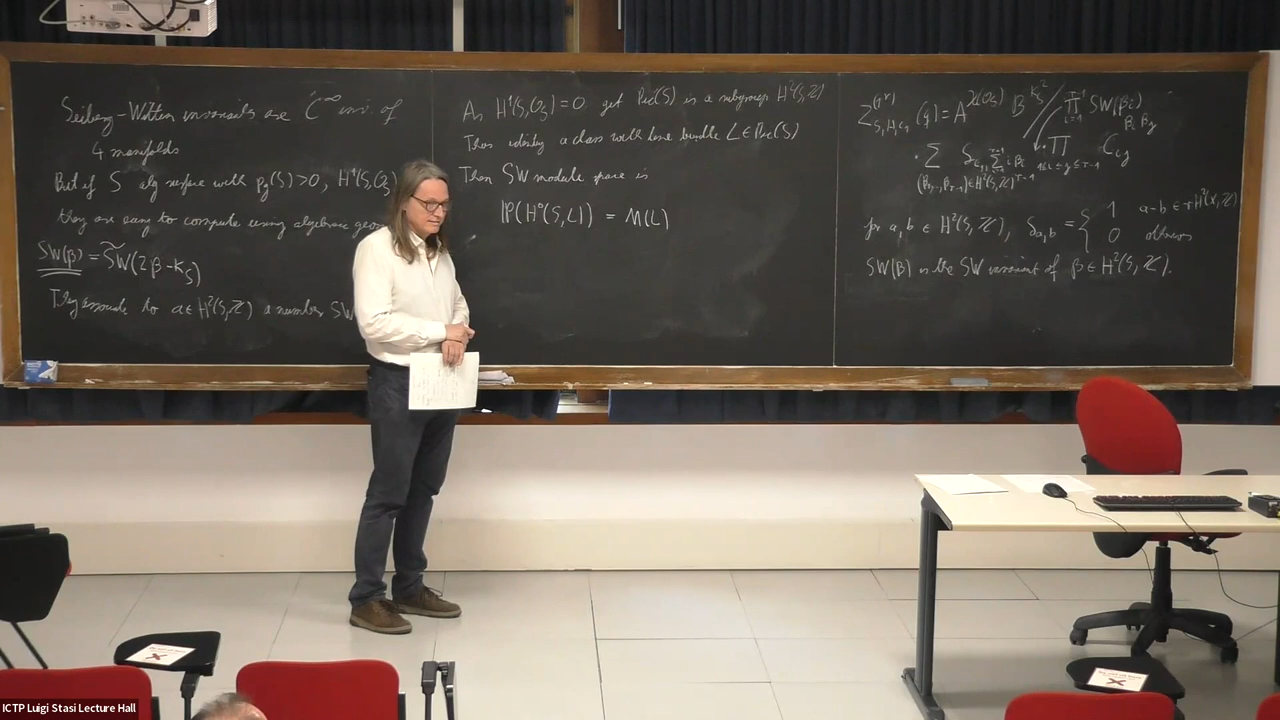 Seiberg-Witten invariants are C^∞ inv. of
4 manifolds
But if S alg surface with p_g(S)>0, H^1(S,O_S)
they are easy to compute using algebraic geo
SW(β) = S̃W(2β-K_S)
They associate to a∈H^2(S,Z) a number SW
As H^1(S,O_S)=0 get Pic(S) is a subgroup H^2(S,Z)
Thus identify a class with line bundle L∈Pic(S)
Then SW moduli space is
P(H^0(S,L)) = M(L)
SW(β_i)
for a,b ∈ H^2(S,Z), δ_{a,b} = { 1 a-b ∈ rH^2(X,Z)
0 otherwise
SW(β) is the SW invariant of β∈H^2(S,Z).
ICTP Luigi Stasi Lecture Hall